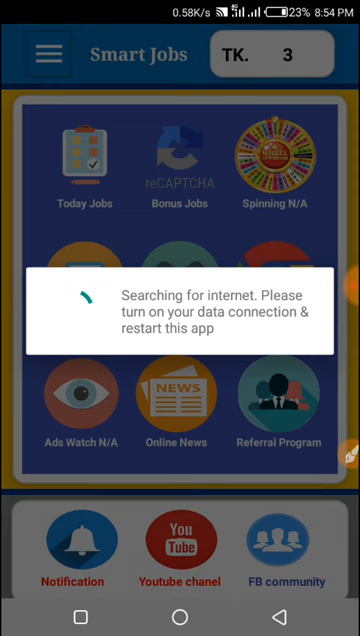 0.58K/s 4G 23% 8:54 PM
Smart Jobs TK. 3
reCAPTCHA
Today Jobs Bonus Jobs Spinning N/A
Searching for internet. Please
turn on your data connection &
restart this app
NEWS
Ads Watch N/A Online News Referral Program
You
Tube
Notification Youtube chanel FB community